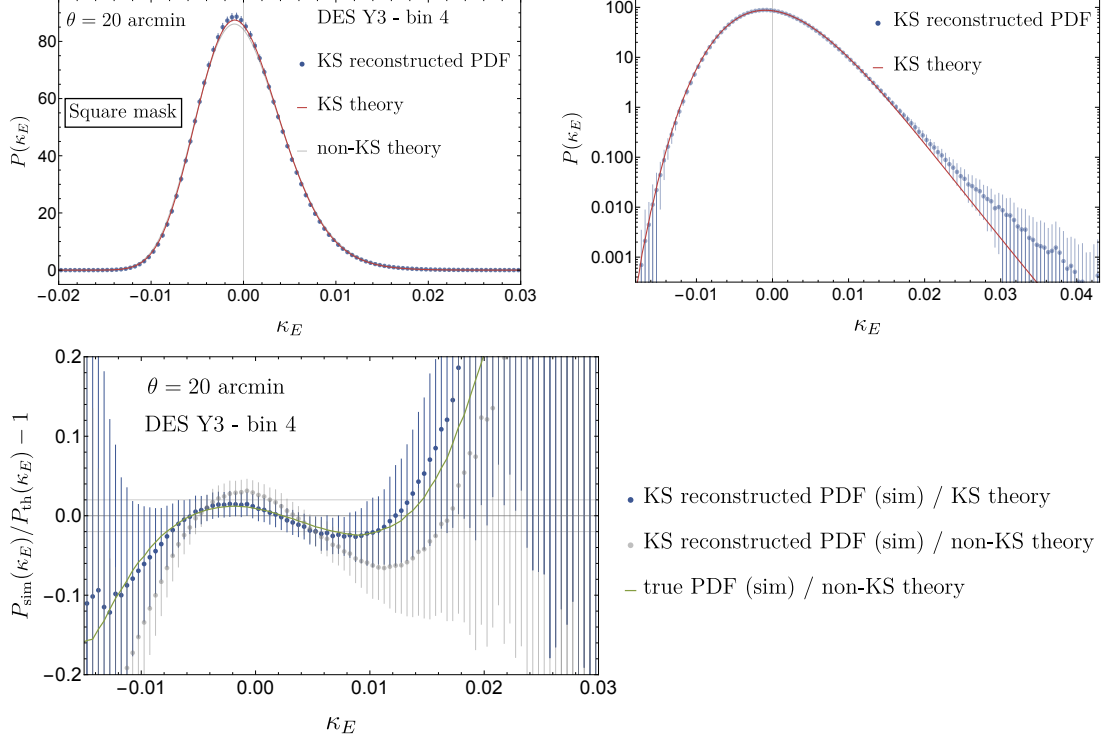 θ = 20 arcmin
DES Y3 - bin 4
KS reconstructed PDF
KS theory
non-KS theory
Square mask
P(κ_E)
80
60
40
20
0
−0.02
−0.01
0.00
0.01
0.02
0.03
κ_E
KS reconstructed PDF
KS theory
P(κ_E)
100
10
1
0.100
0.010
0.001
−0.01
0.00
0.01
0.02
0.03
0.04
κ_E
θ = 20 arcmin
DES Y3 - bin 4
P_sim(κ_E)/P_th(κ_E) − 1
0.2
0.1
0.0
−0.1
−0.2
−0.01
0.00
0.01
0.02
0.03
κ_E
KS reconstructed PDF (sim) / KS theory
KS reconstructed PDF (sim) / non-KS theory
true PDF (sim) / non-KS theory